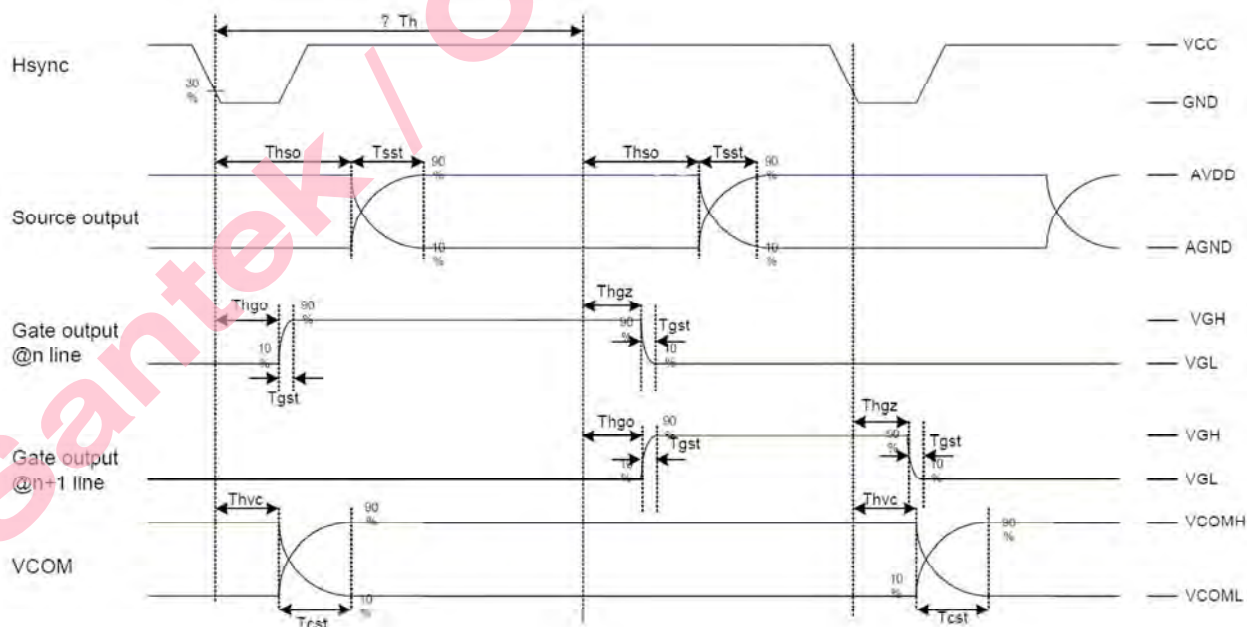 ? Th
Hsync
30
%
VCC
GND
Thso
Tsst
90
%
Thso
Tsst
90
%
AVDD
Source output
10
%
10
%
AGND
Thgo
90
%
Thgz
Gate output
@n line
10
%
Tgst
90
%
Tgst
10
%
VGH
VGL
Thgo
90
%
Thgz
Gate output
@n+1 line
10
%
Tgst
90
%
Tgst
10
%
VGH
VGL
Thvc
90
%
Thvc
90
%
VCOMH
VCOM
10
%
10
%
VCOML
Tcst
Tcst
Santek /